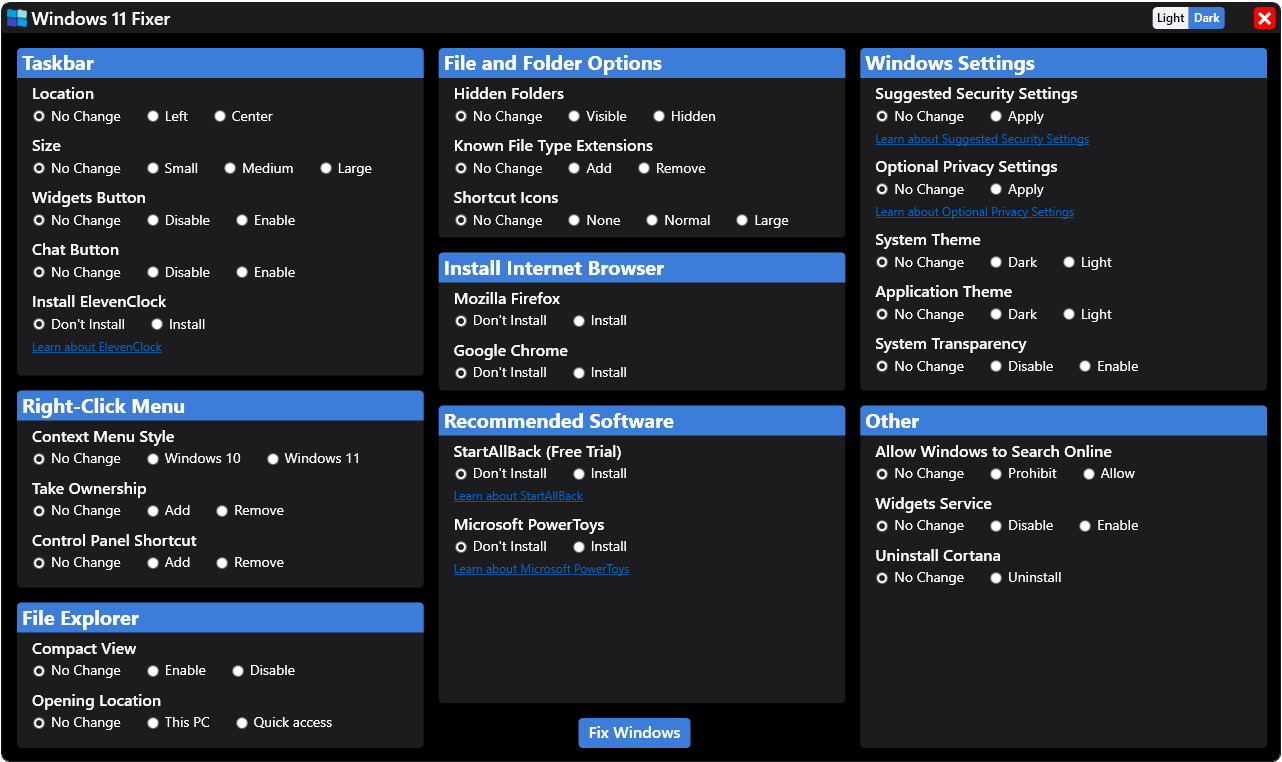 Windows 11 Fixer
Light Dark
Taskbar
Location
No Change Left Center
Size
No Change Small Medium Large
Widgets Button
No Change Disable Enable
Chat Button
No Change Disable Enable
Install ElevenClock
Don't Install Install
Learn about ElevenClock
Right-Click Menu
Context Menu Style
No Change Windows 10 Windows 11
Take Ownership
No Change Add Remove
Control Panel Shortcut
No Change Add Remove
File Explorer
Compact View
No Change Enable Disable
Opening Location
No Change This PC Quick access
File and Folder Options
Hidden Folders
No Change Visible Hidden
Known File Type Extensions
No Change Add Remove
Shortcut Icons
No Change None Normal Large
Install Internet Browser
Mozilla Firefox
Don't Install Install
Google Chrome
Don't Install Install
Recommended Software
StartAllBack (Free Trial)
Don't Install Install
Learn about StartAllBack
Microsoft PowerToys
Don't Install Install
Learn about Microsoft PowerToys
Fix Windows
Windows Settings
Suggested Security Settings
No Change Apply
Learn about Suggested Security Settings
Optional Privacy Settings
No Change Apply
Learn about Optional Privacy Settings
System Theme
No Change Dark Light
Application Theme
No Change Dark Light
System Transparency
No Change Disable Enable
Other
Allow Windows to Search Online
No Change Prohibit Allow
Widgets Service
No Change Disable Enable
Uninstall Cortana
No Change Uninstall